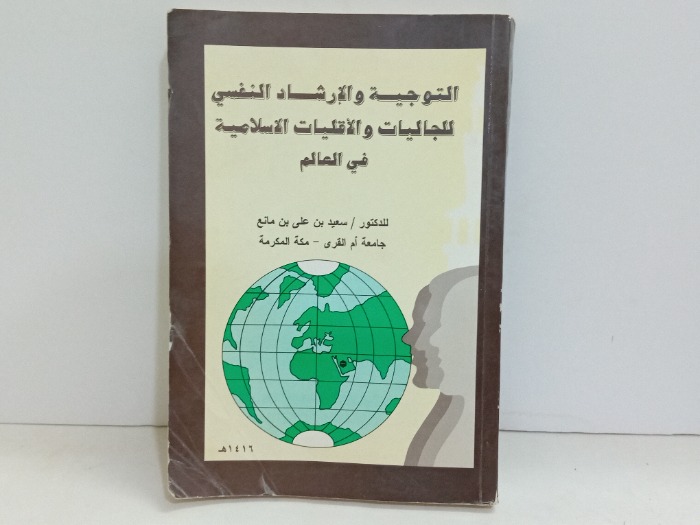 التوجية والإرشاد النفسي
للجاليات والأقليات الاسلامية
في العالم
للدكتور / سعيد بن على بن مانع
جامعة أم القرى - مكة المكرمة
١٤١٦هـ